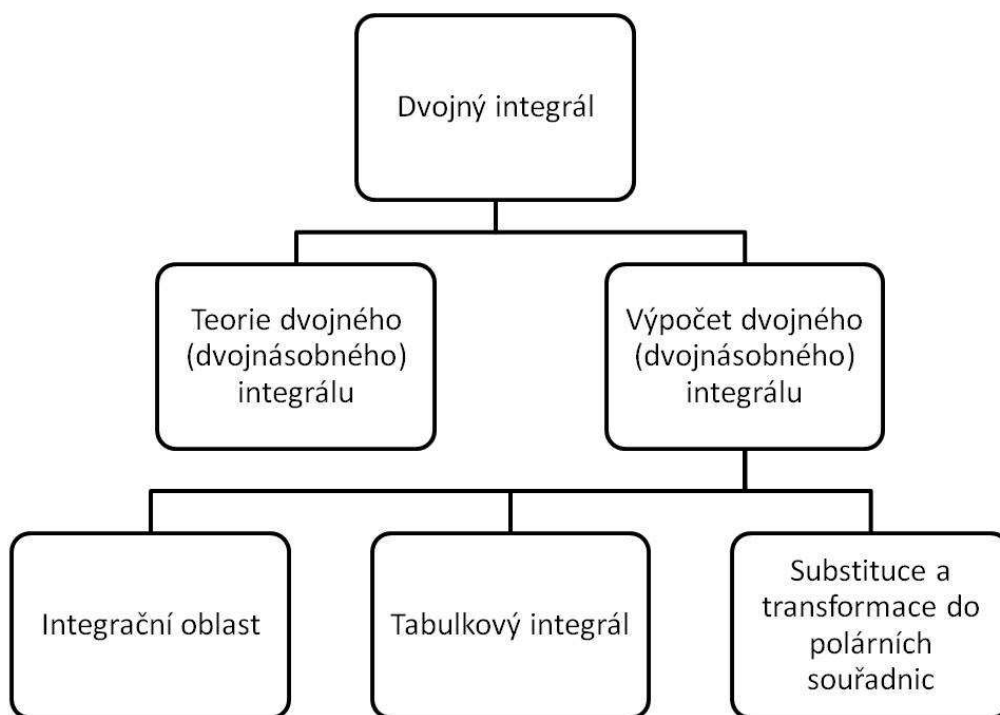 Dvojný integrál
Teorie dvojného
(dvojnásobného)
integrálu
Výpočet dvojného
(dvojnásobného)
integrálu
Integrační oblast
Tabulkový integrál
Substituce a
transformace do
polárních
souřadnic